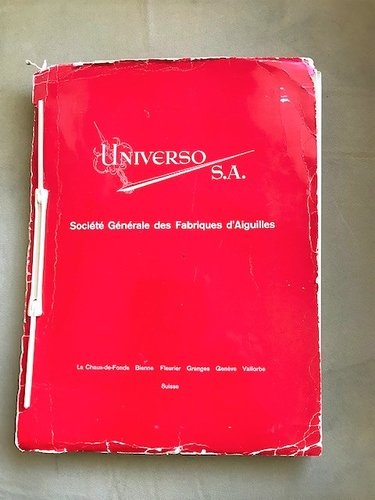 UNIVERSO
S.A.
Société Générale des Fabriques d'Aiguilles
La Chaux-de-Fonds Bienne Fleurier Granges Genève Vallorbe
Suisse